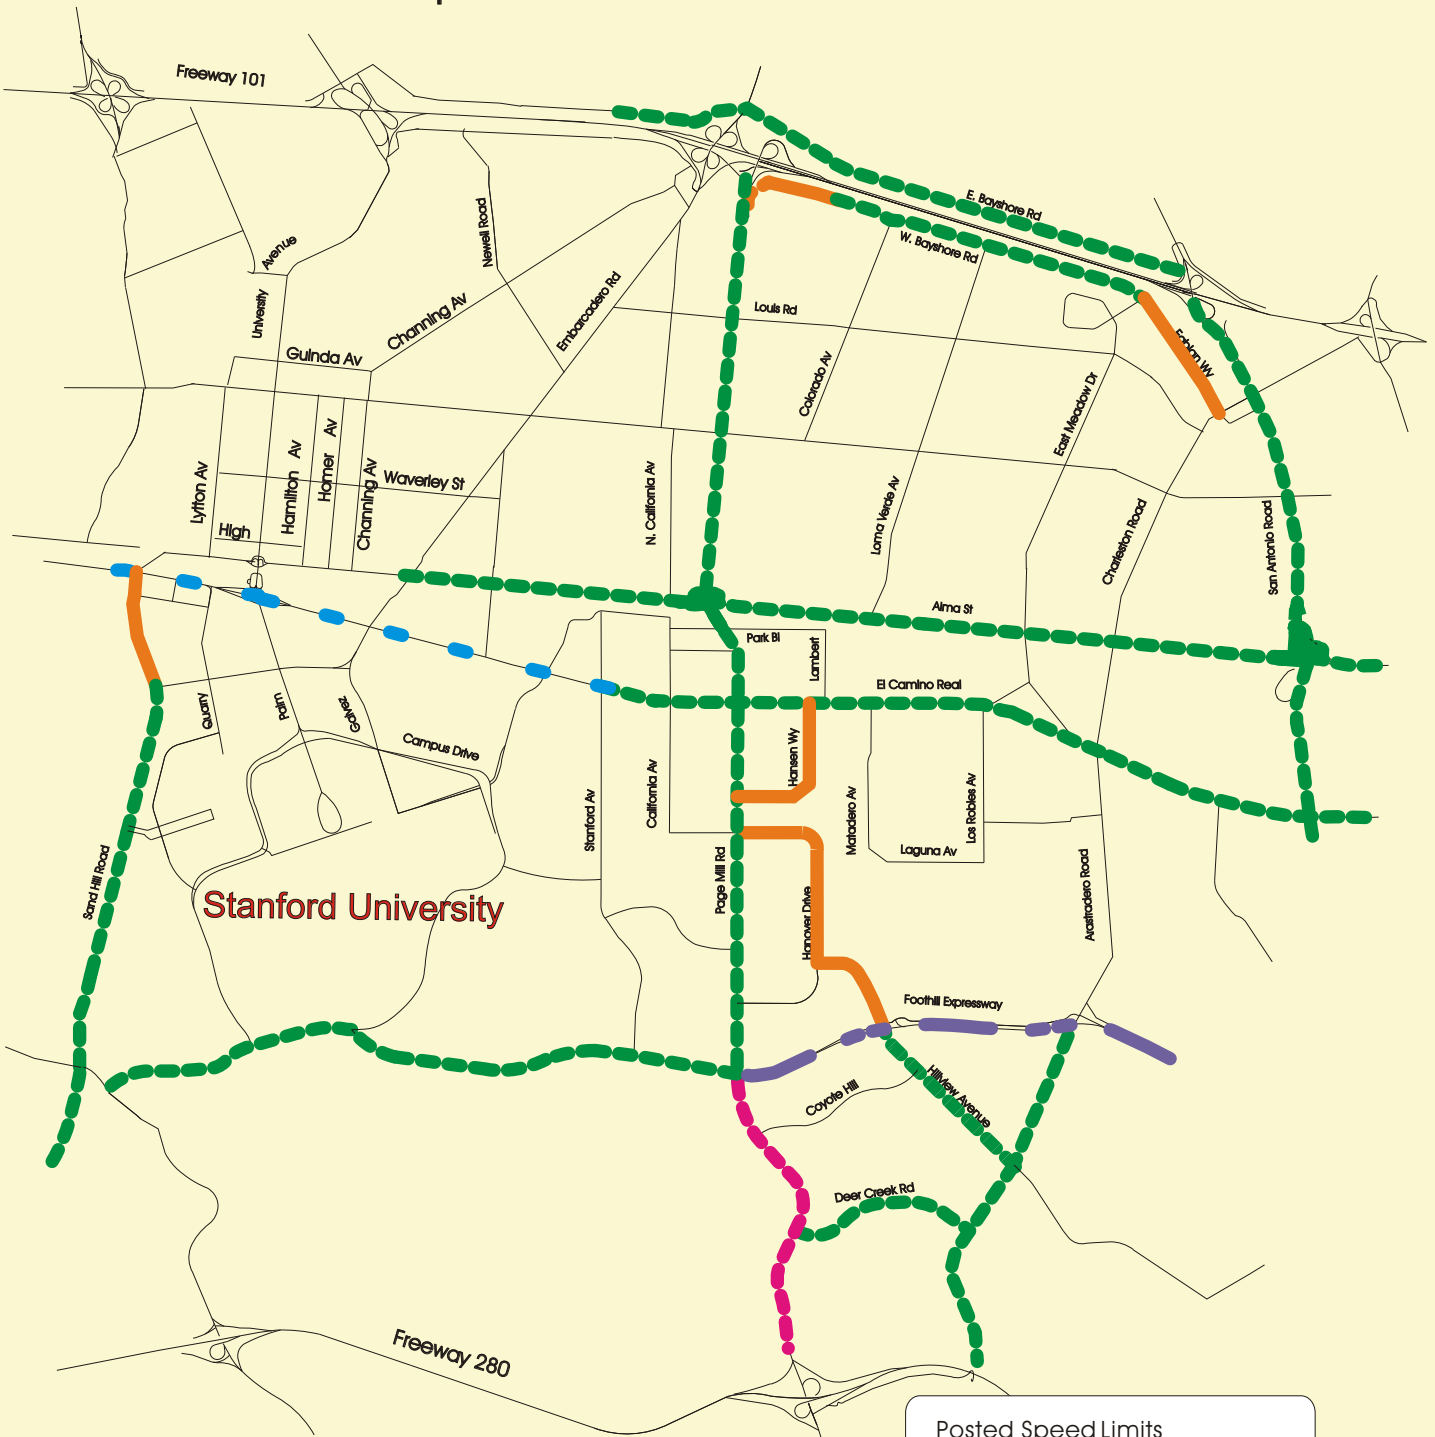 Freeway 101
E. Bayshore Rd
W. Bayshore Rd
Newell Road
Avenue
University
Channing Av
Embarcadero Rd
Louis Rd
Guinda Av
Colorado Av
Fabian Wy
East Meadow Dr
Lytton Av
Hamilton Av
Homer Av
Channing Av
Waverley St
High
N. California Av
Loma Verde Av
Charleston Road
San Antonio Road
Alma St
Park Bl
Lambert
El Camino Real
Quarry
Palm
Galvez
Campus Drive
Hansen Wy
Stanford Av
California Av
Matadero Av
Los Robles Av
Laguna Av
Sand Hill Road
Page Mill Rd
Hanover Drive
Arastradero Road
Stanford University
Foothill Expressway
Coyote Hill
Hillview Avenue
Deer Creek Rd
Freeway 280
Posted Speed Limits